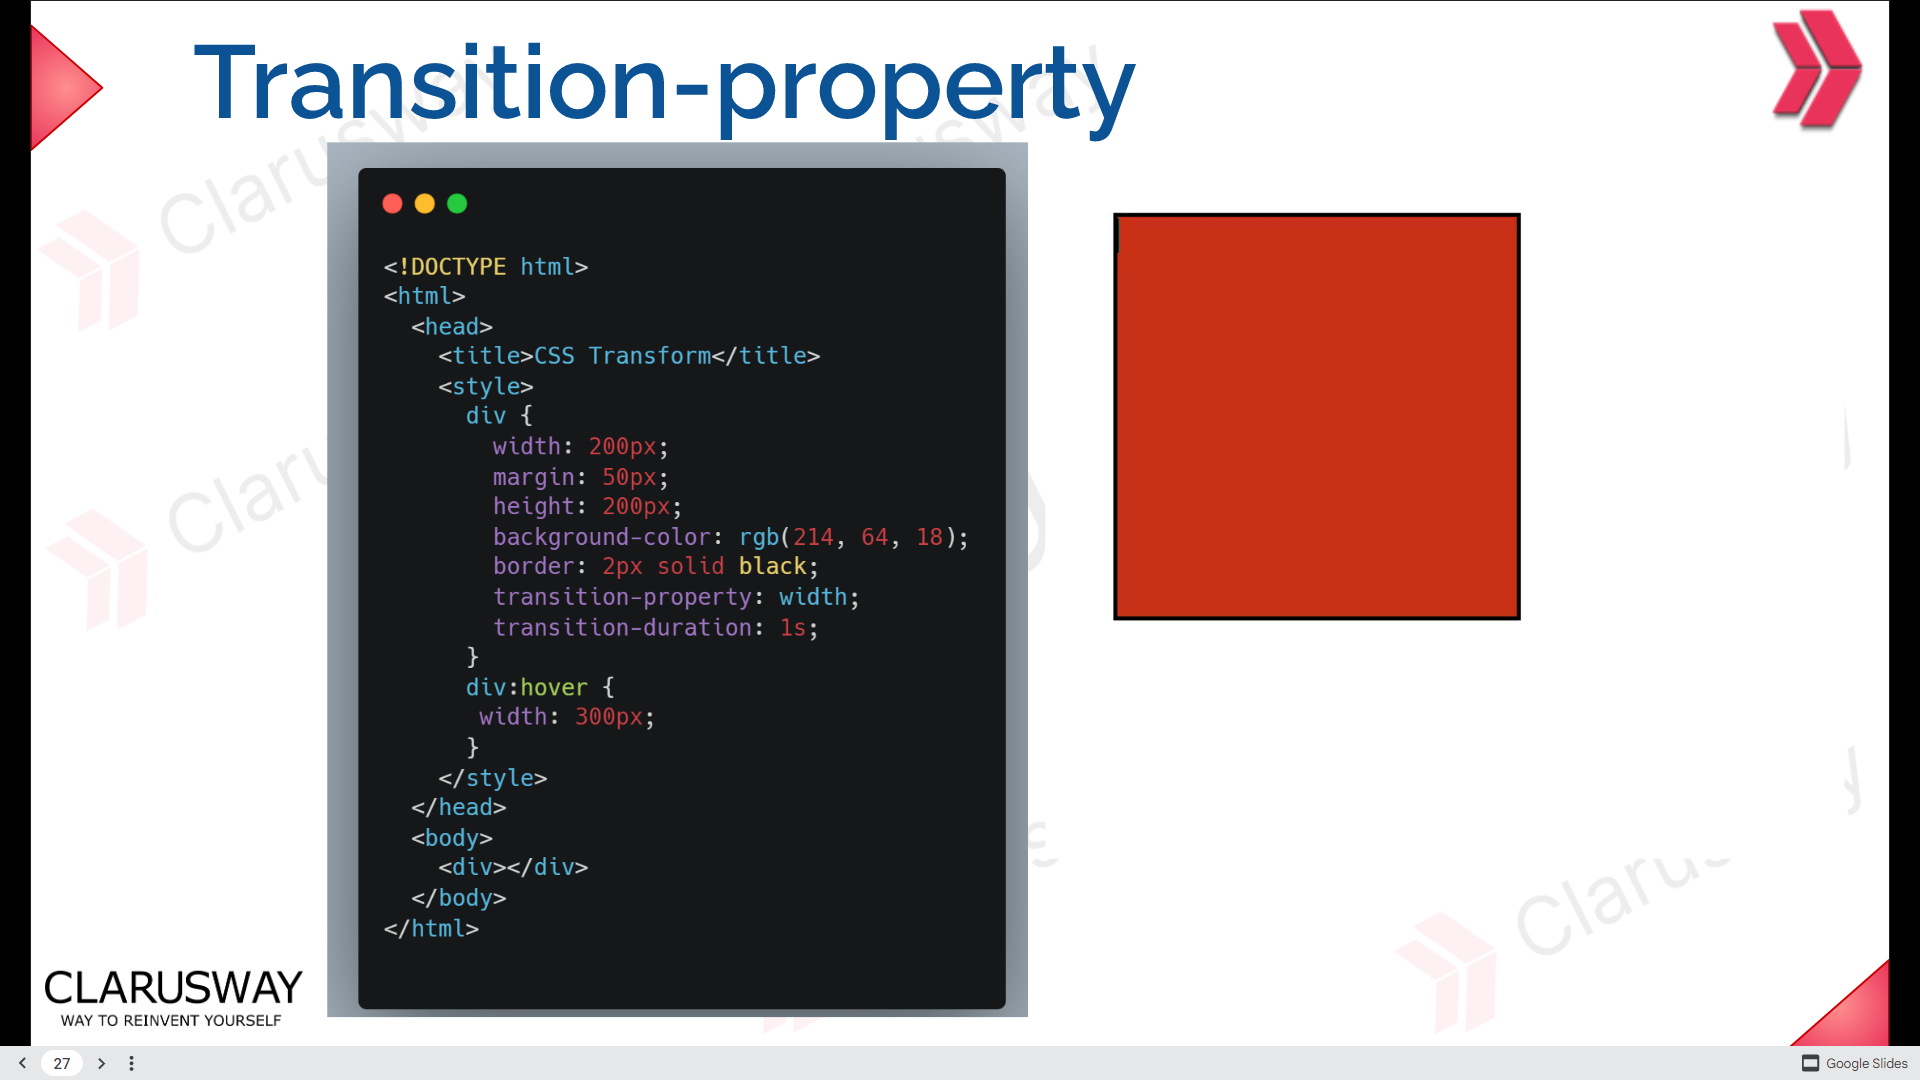 Transition-property
<!DOCTYPE html>
<html>
  <head>
    <title>CSS Transform</title>
    <style>
      div {
        width: 200px;
        margin: 50px;
        height: 200px;
        background-color: rgb(214, 64, 18);
        border: 2px solid black;
        transition-property: width;
        transition-duration: 1s;
      }
      div:hover {
       width: 300px;
      }
    </style>
  </head>
  <body>
    <div></div>
  </body>
</html>
CLARUSWAY
WAY TO REINVENT YOURSELF
27
Google Slides